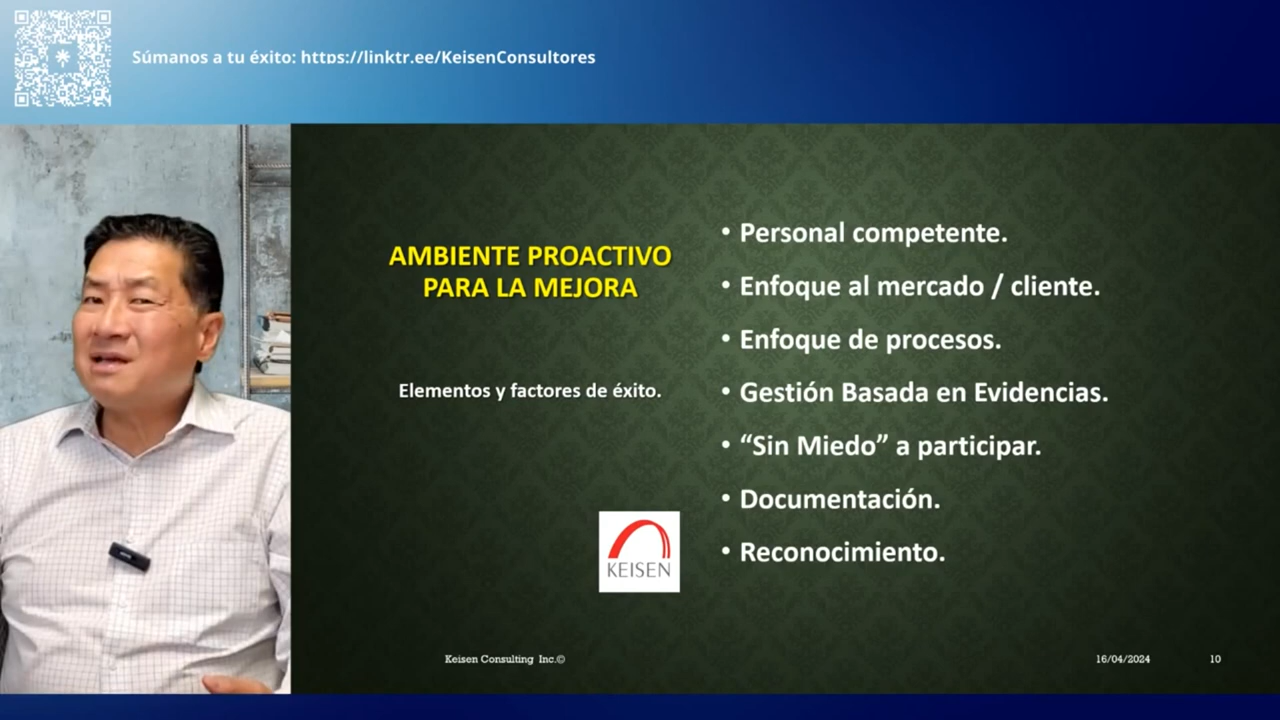 Súmanos a tu éxito: https://linktr.ee/KeisenConsultores
AMBIENTE PROACTIVO
PARA LA MEJORA
Elementos y factores de éxito.
• Personal competente.
• Enfoque al mercado / cliente.
• Enfoque de procesos.
• Gestión Basada en Evidencias.
• “Sin Miedo” a participar.
• Documentación.
• Reconocimiento.
KEISEN
Keisen Consulting Inc.©
16/04/2024
10